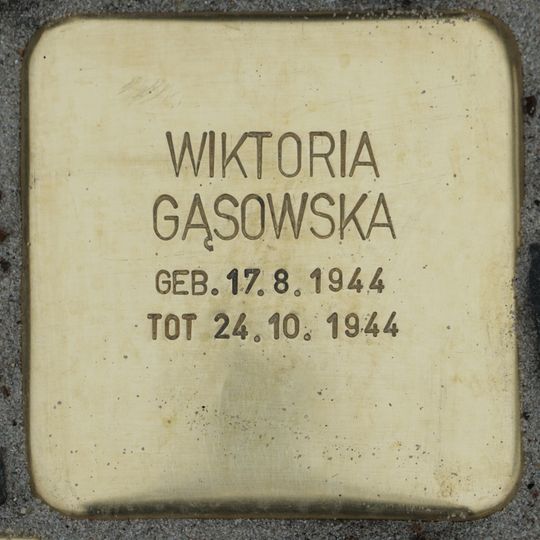 WIKTORIA
GĄSOWSKA
GEB. 17. 8. 1944
TOT 24. 10. 1944